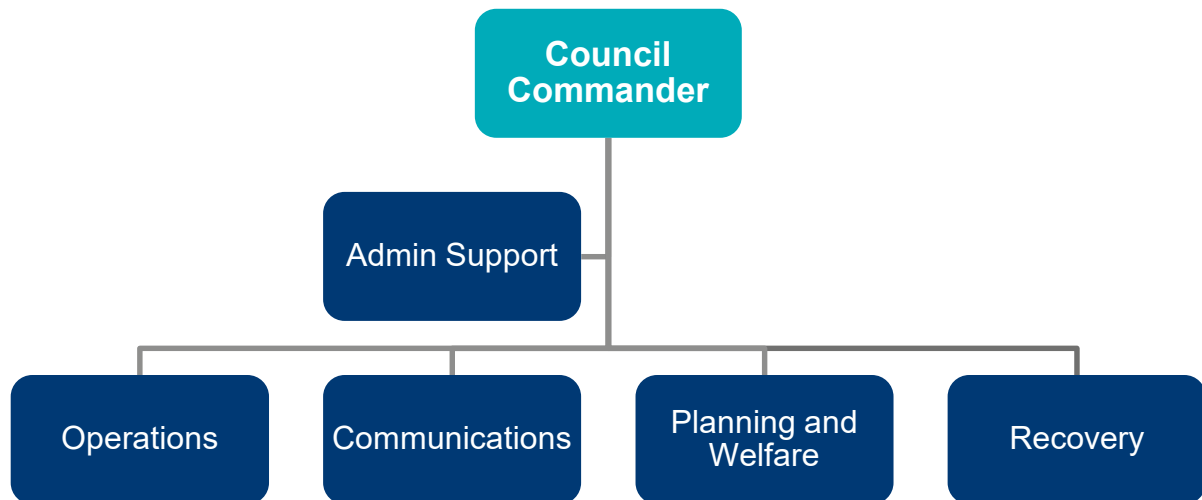 Council
Commander
Admin Support
Operations
Communications
Planning and
Welfare
Recovery